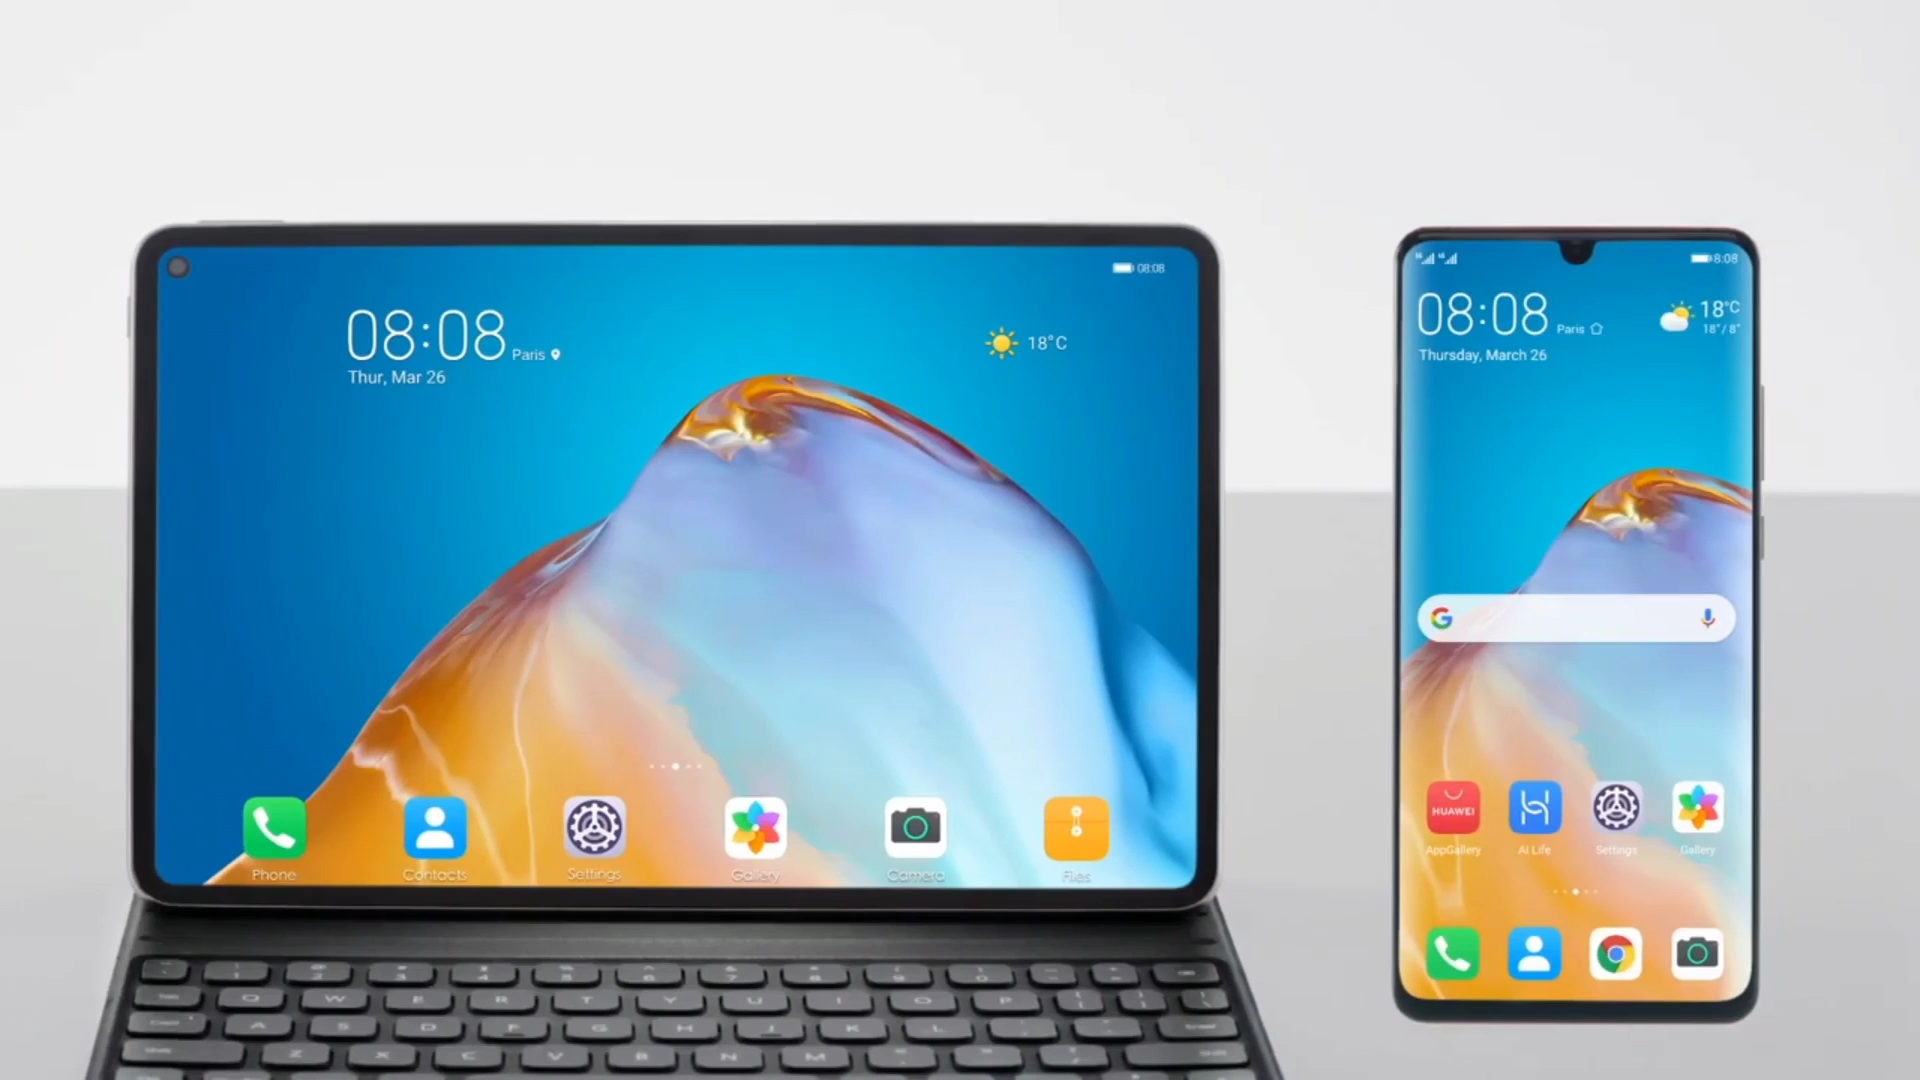 08:08
08:08 Paris
Thur, Mar 26
18°C
Phone
Contacts
Settings
Gallery
Camera
Files
Q W E R T Y U I O P
A S D F G H J K L
Z X C V B N M
8:08
08:08 Paris
Thursday, March 26
18°C
18°/8°
G
HUAWEI
AppGallery
AI Life
Settings
Gallery